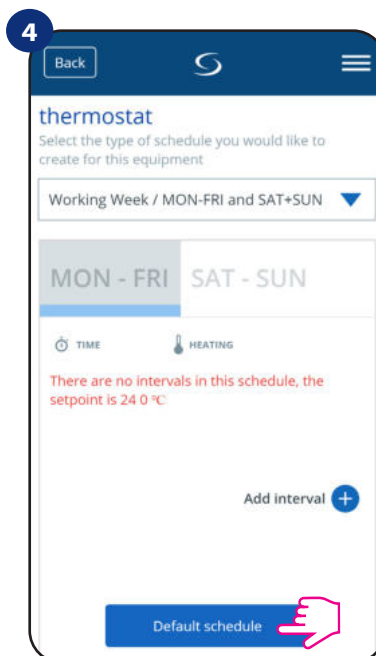 4
Back
thermostat
Select the type of schedule you would like to
create for this equipment
Working Week / MON-FRI and SAT+SUN
MON - FRI SAT - SUN
TIME HEATING
There are no intervals in this schedule, the
setpoint is 24 0 °C
Add interval
Default schedule